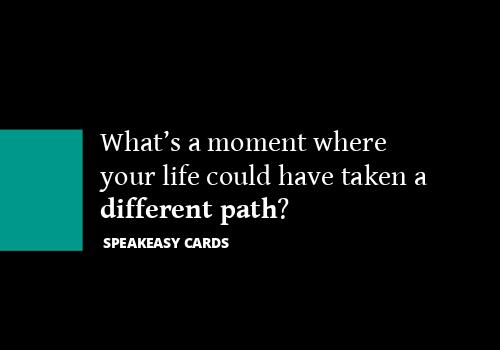 What’s a moment where
your life could have taken a
different path?
SPEAKEASY CARDS